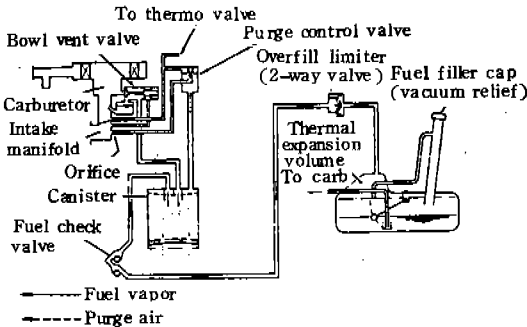 To thermo valve
Bowl vent valve
Purge control valve
Overfill limiter
(2-way valve)
Fuel filler cap
(vacuum relief)
Carburetor
Intake
manifold
Thermal
expansion
volume
Orifice
To carb
Canister
Fuel check
valve
Fuel vapor
Purge air